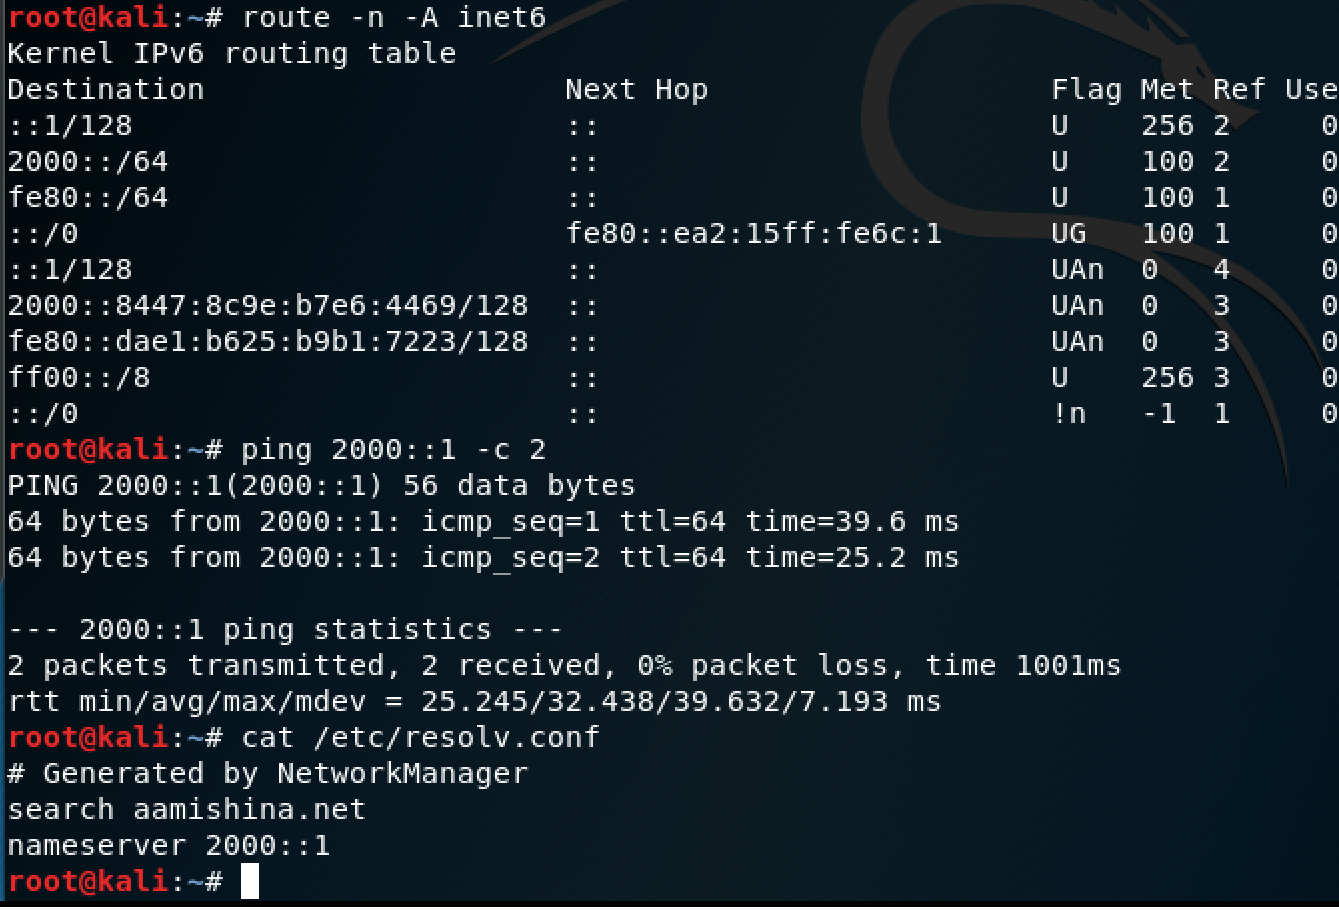 root@kali:~# route -n -A inet6
Kernel IPv6 routing table
Destination                    Next Hop                   Flag Met Ref Use
::1/128                        ::                         U    256 2     0
2000::/64                      ::                         U    100 2     0
fe80::/64                      ::                         U    100 1     0
::/0                           fe80::ea2:15ff:fe6c:1      UG   100 1     0
::1/128                        ::                         UAn  0   4     0
2000::8447:8c9e:b7e6:4469/128  ::                         UAn  0   3     0
fe80::dae1:b625:b9b1:7223/128  ::                         UAn  0   3     0
ff00::/8                       ::                         U    256 3     0
::/0                           ::                         !n   -1  1     0
root@kali:~# ping 2000::1 -c 2
PING 2000::1(2000::1) 56 data bytes
64 bytes from 2000::1: icmp_seq=1 ttl=64 time=39.6 ms
64 bytes from 2000::1: icmp_seq=2 ttl=64 time=25.2 ms
--- 2000::1 ping statistics ---
2 packets transmitted, 2 received, 0% packet loss, time 1001ms
rtt min/avg/max/mdev = 25.245/32.438/39.632/7.193 ms
root@kali:~# cat /etc/resolv.conf
# Generated by NetworkManager
search aamishina.net
nameserver 2000::1
root@kali:~#